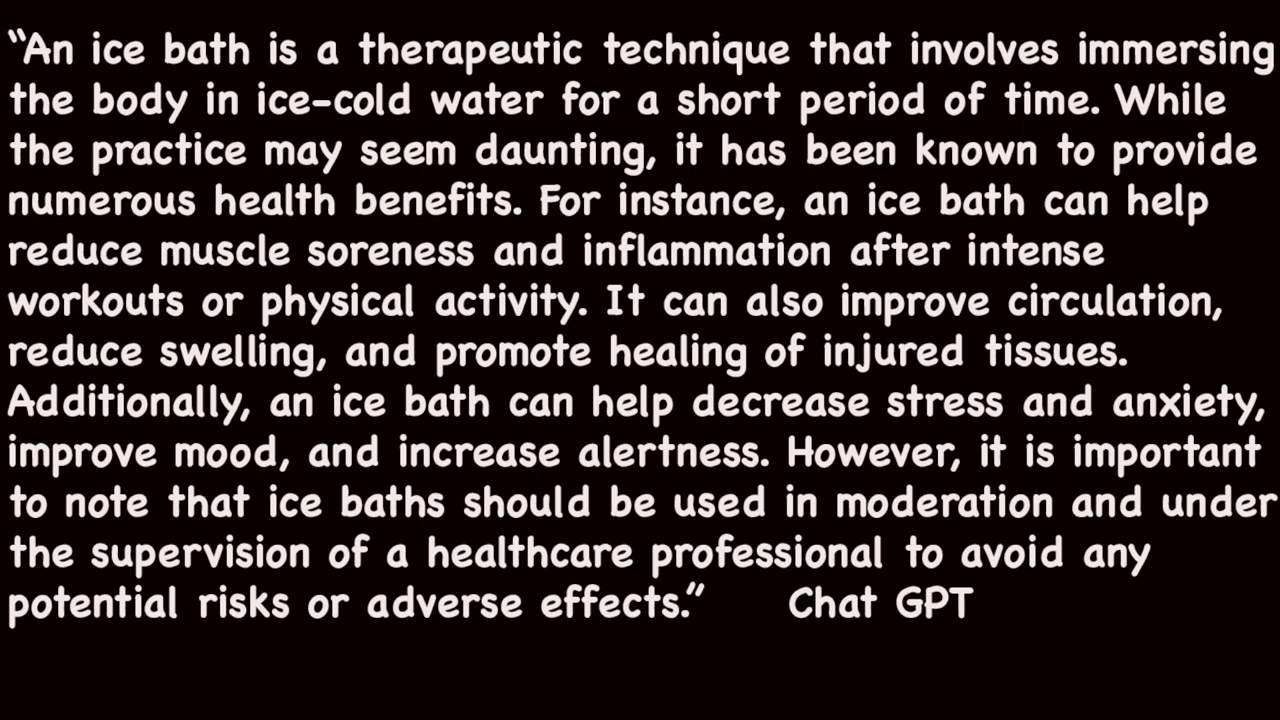 “An ice bath is a therapeutic technique that involves immersing
the body in ice-cold water for a short period of time. While
the practice may seem daunting, it has been known to provide
numerous health benefits. For instance, an ice bath can help
reduce muscle soreness and inflammation after intense
workouts or physical activity. It can also improve circulation,
reduce swelling, and promote healing of injured tissues.
Additionally, an ice bath can help decrease stress and anxiety,
improve mood, and increase alertness. However, it is important
to note that ice baths should be used in moderation and under
the supervision of a healthcare professional to avoid any
potential risks or adverse effects.” Chat GPT